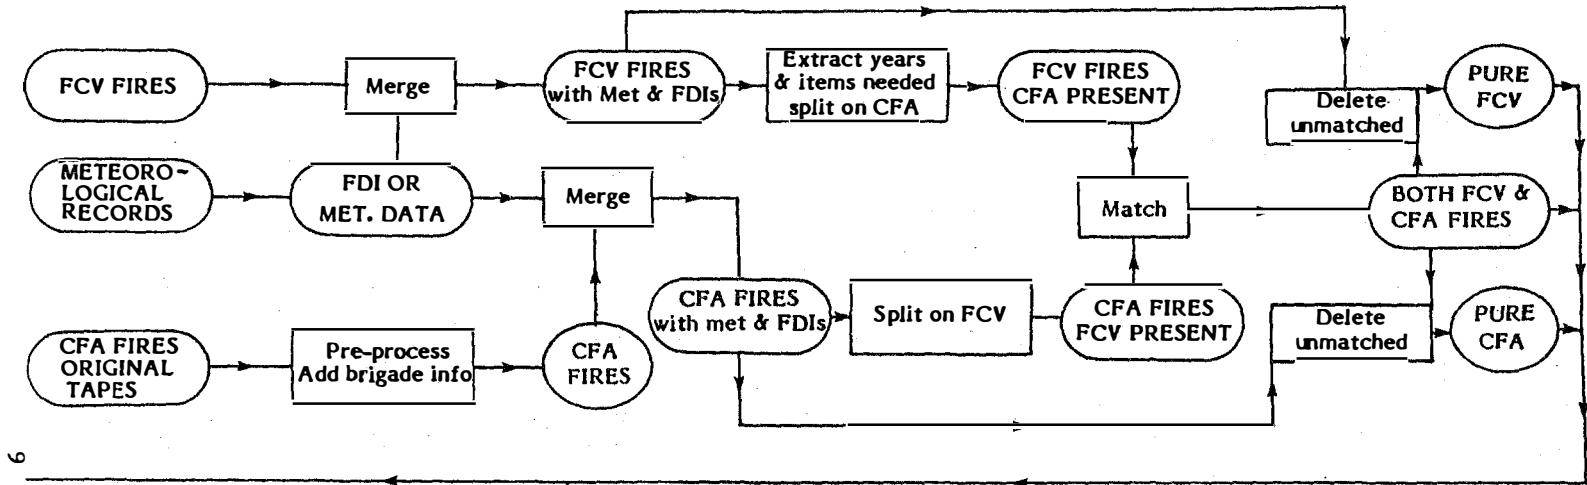 FCV FIRES
Merge
FCV FIRES
with Met & FDIs
Extract years
& items needed
split on CFA
FCV FIRES
CFA PRESENT
Delete
unmatched
PURE
FCV
METEORO-
LOGICAL
RECORDS
FDI OR
MET. DATA
Merge
Match
BOTH FCV &
CFA FIRES
CFA FIRES
with met & FDIs
Split on FCV
CFA FIRES
FCV PRESENT
Delete
unmatched
PURE
CFA
CFA FIRES
ORIGINAL
TAPES
Pre-process
Add brigade info
CFA
FIRES
9